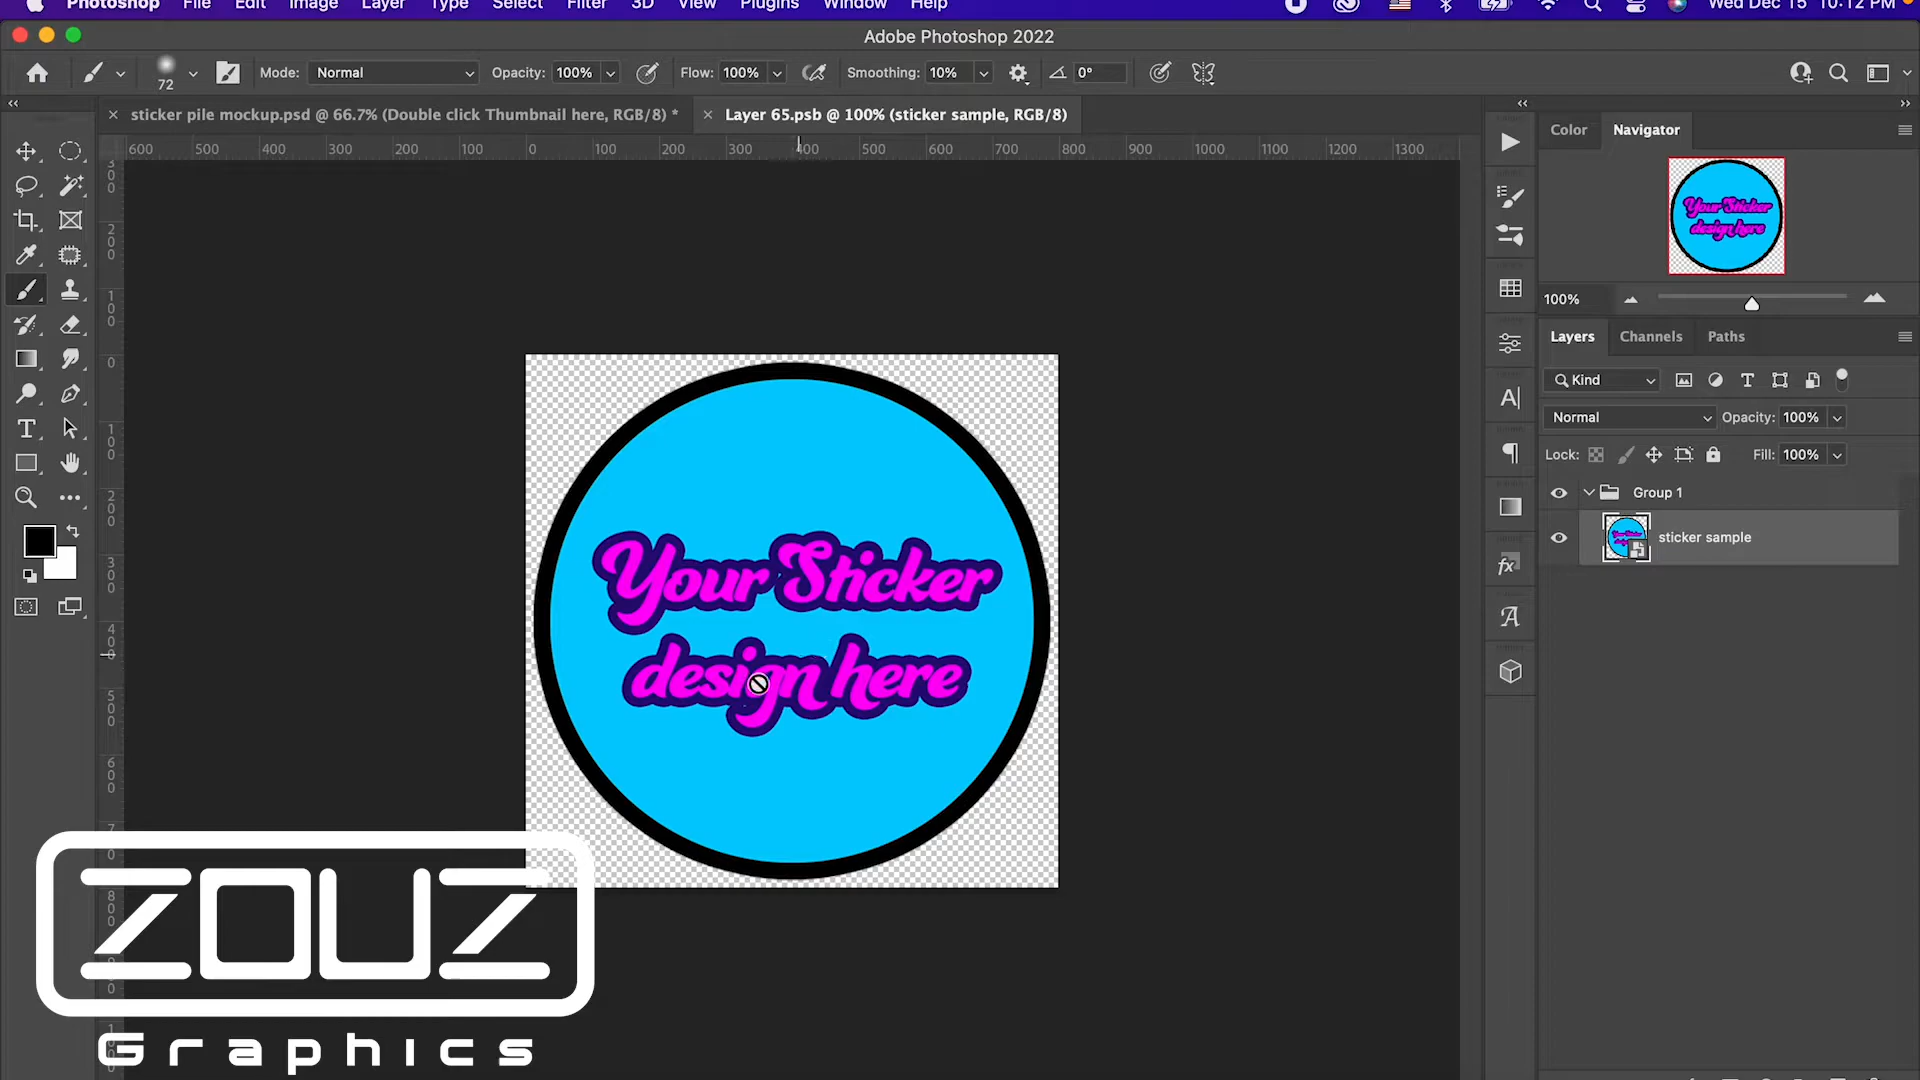 Photoshop File Edit Image Layer Type Select Filter 3D View Plugins Window Help Wed Dec 15 10:12 PM
Adobe Photoshop 2022
72 Mode: Normal Opacity: 100% Flow: 100% Smoothing: 10% 0°
sticker pile mockup.psd @ 66.7% (Double click Thumbnail here, RGB/8) *
Layer 65.psb @ 100% (sticker sample, RGB/8)
600 500 400 300 200 100 0 100 200 300 400 500 600 700 800 900 1000 1100 1200 1300
Color Navigator
Your Sticker
design here
100%
Layers Channels Paths
Kind
Normal Opacity: 100%
Lock: Fill: 100%
Group 1
sticker sample
Your Sticker
design here
ZOUZ
Graphics